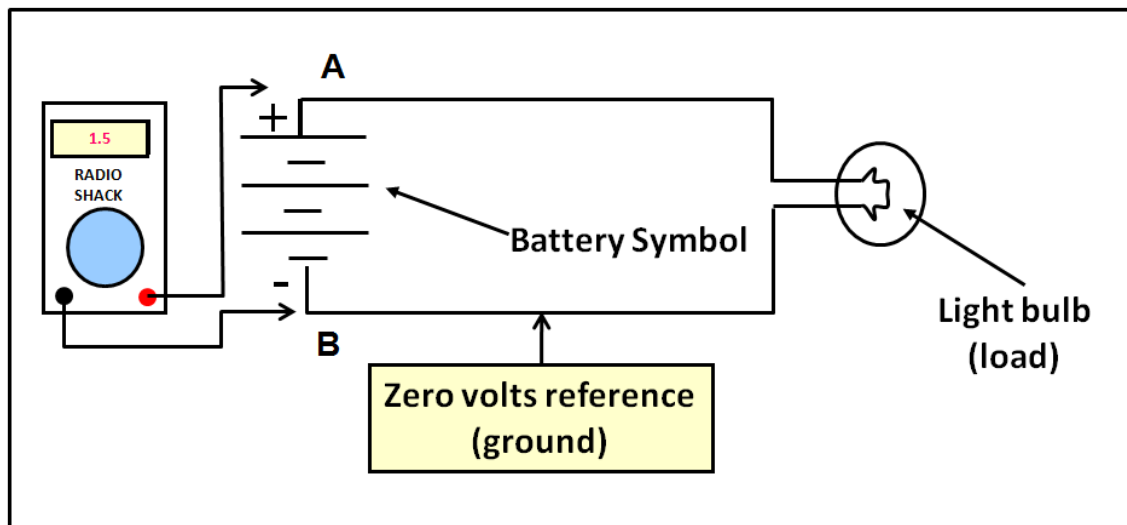 A
+
1.5
RADIO
SHACK
Battery Symbol
-
B
Light bulb
(load)
Zero volts reference
(ground)